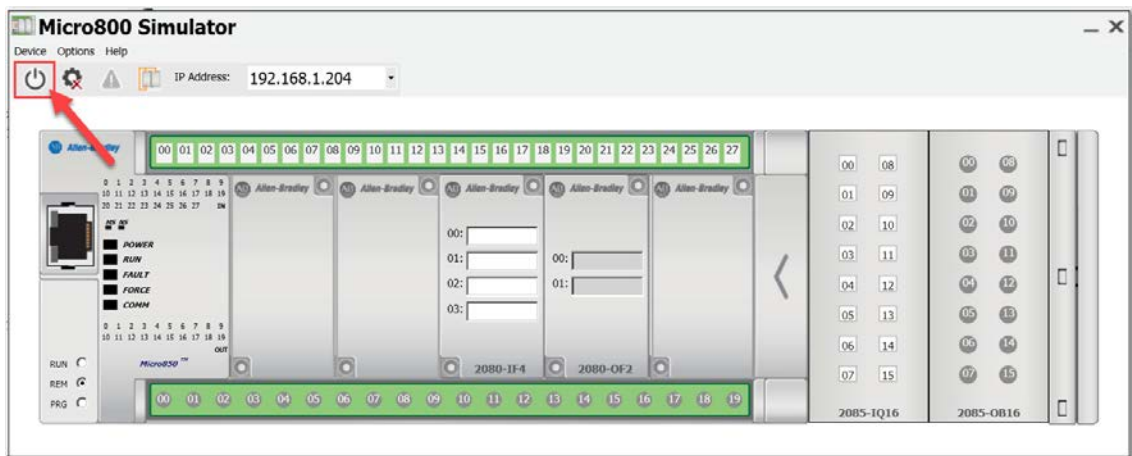 Micro800 Simulator
Device Options Help
IP Address: 192.168.1.204
Allen-Bradley
00 01 02 03 04 05 06 07 08 09 10 11 12 13 14 15 16 17 18 19 20 21 22 23 24 25 26 27
0 1 2 3 4 5 6 7 8 9
10 11 12 13 14 15 16 17 18 19
20 21 22 23 24 25 26 27 IN
Allen-Bradley Allen-Bradley Allen-Bradley Allen-Bradley Allen-Bradley
POWER
RUN
FAULT
FORCE
COMM
0 1 2 3 4 5 6 7 8 9
10 11 12 13 14 15 16 17 18 19
OUT
Micro850™
RUN
REM
PRG
00:
01:
02:
03:
2080-IF4
00:
01:
2080-OF2
00 01 02 03 04 05 06 07 08 09 10 11 12 13 14 15 16 17 18 19
00 08
01 09
02 10
03 11
04 12
05 13
06 14
07 15
2085-IQ16
00 08
01 09
02 10
03 11
04 12
05 13
06 14
07 15
2085-OB16